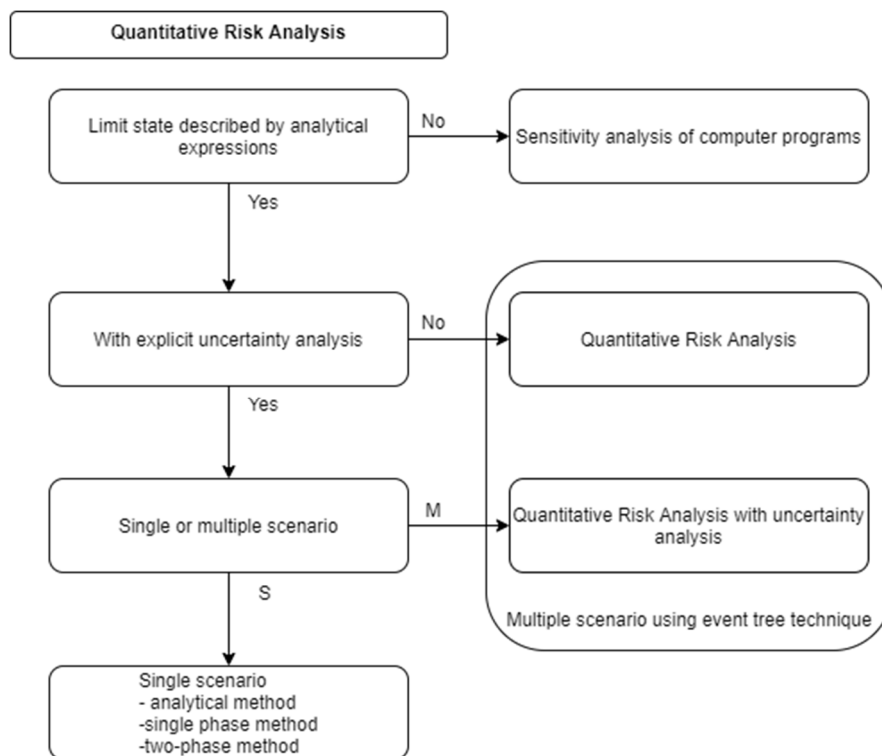 Quantitative Risk Analysis
Limit state described by analytical
expressions
No
Sensitivity analysis of computer programs
Yes
With explicit uncertainty analysis
No
Quantitative Risk Analysis
Yes
Single or multiple scenario
M
Quantitative Risk Analysis with uncertainty
analysis
S
Multiple scenario using event tree technique
Single scenario
- analytical method
-single phase method
-two-phase method